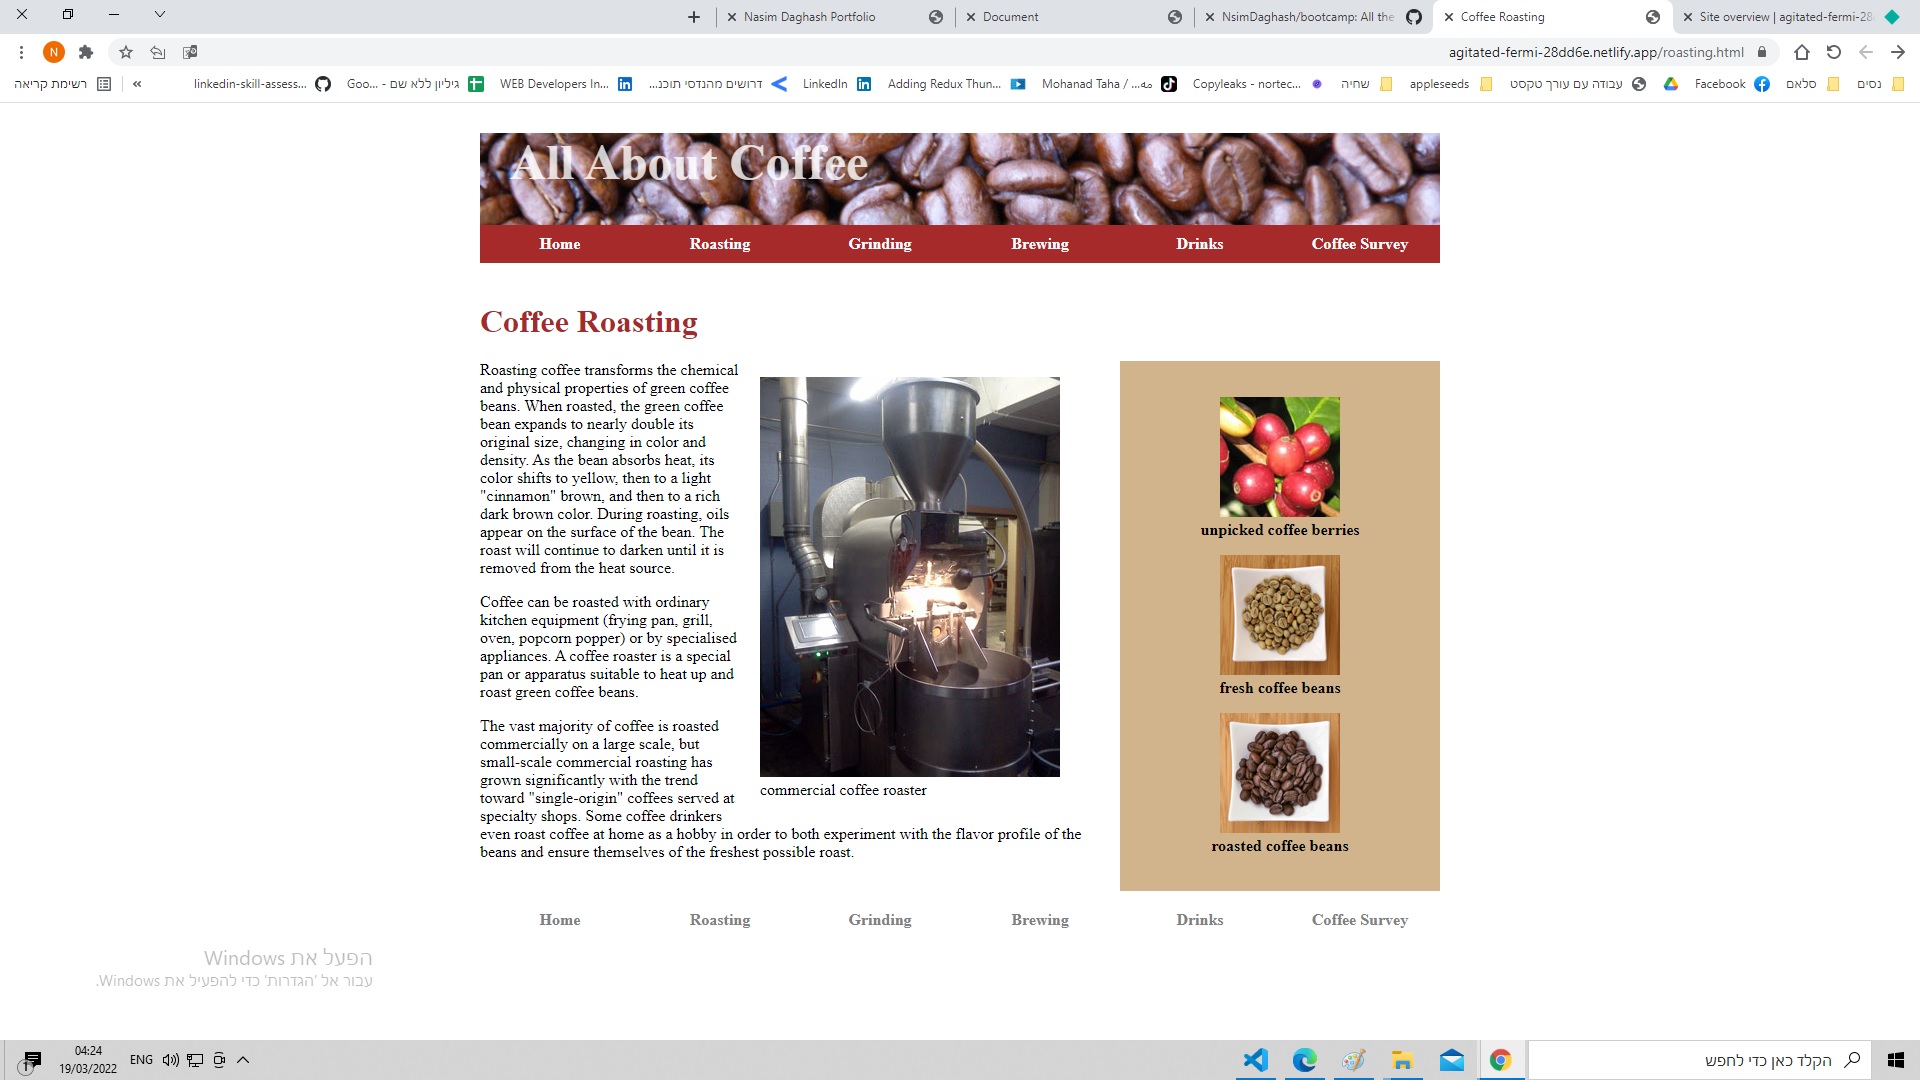 Nasim Daghash Portfolio
Document
NsimDaghash/bootcamp: All the
Coffee Roasting
Site overview | agitated-fermi-28
N
agitated-fermi-28dd6e.netlify.app/roasting.html
רשימת קריאה
«
linkedin-skill-assess...
גיליון ללא שם - Goo...
WEB Developers In...
דרושים מהנדסי תוכנ...
LinkedIn
Adding Redux Thun...
Mohanad Taha / ...מה
Copyleaks - nortec...
שחיה
appleseeds
עבודה עם עורך טקסט
Facebook
סלאם
נסים
All About Coffee
Home
Roasting
Grinding
Brewing
Drinks
Coffee Survey
Coffee Roasting
Roasting coffee transforms the chemical
and physical properties of green coffee
beans. When roasted, the green coffee
bean expands to nearly double its
original size, changing in color and
density. As the bean absorbs heat, its
color shifts to yellow, then to a light
"cinnamon" brown, and then to a rich
dark brown color. During roasting, oils
appear on the surface of the bean. The
roast will continue to darken until it is
removed from the heat source.
Coffee can be roasted with ordinary
kitchen equipment (frying pan, grill,
oven, popcorn popper) or by specialised
appliances. A coffee roaster is a special
pan or apparatus suitable to heat up and
roast green coffee beans.
The vast majority of coffee is roasted
commercially on a large scale, but
small-scale commercial roasting has
grown significantly with the trend
toward "single-origin" coffees served at
specialty shops. Some coffee drinkers
even roast coffee at home as a hobby in order to both experiment with the flavor profile of the
beans and ensure themselves of the freshest possible roast.
commercial coffee roaster
unpicked coffee berries
fresh coffee beans
roasted coffee beans
Home
Roasting
Grinding
Brewing
Drinks
Coffee Survey
הפעל את Windows
עבור אל 'הגדרות' כדי להפעיל את Windows.
1
04:24
19/03/2022
ENG
הקלד כאן כדי לחפש